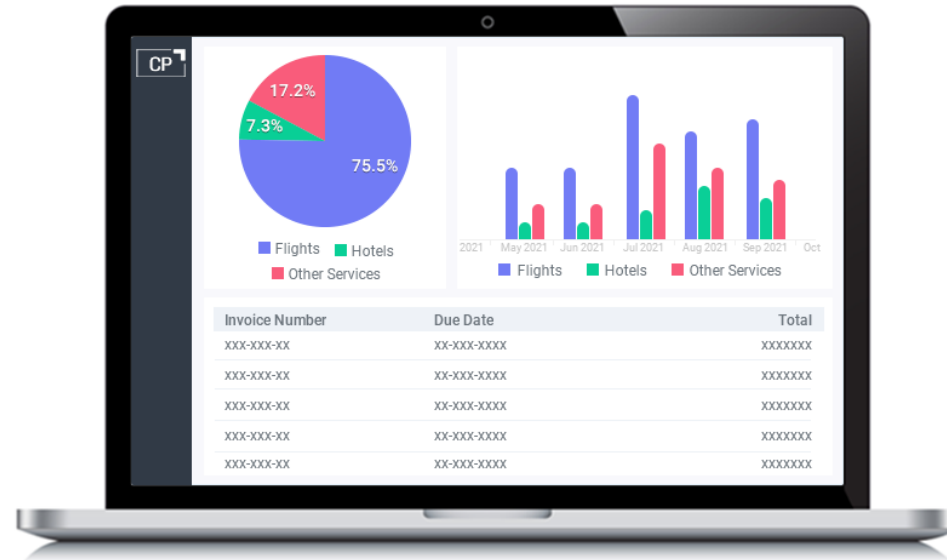 CP
17.2%
7.3%
75.5%
Flights
Hotels
Other Services
2021 May 2021 Jun 2021 Jul 2021 Aug 2021 Sep 2021 Oct
Flights Hotels Other Services
Invoice Number Due Date Total
xxx-xxx-xx xx-xxx-xxxx xxxxxxx
xxx-xxx-xx xx-xxx-xxxx xxxxxxx
xxx-xxx-xx xx-xxx-xxxx xxxxxxx
xxx-xxx-xx xx-xxx-xxxx xxxxxxx
xxx-xxx-xx xx-xxx-xxxx xxxxxxx